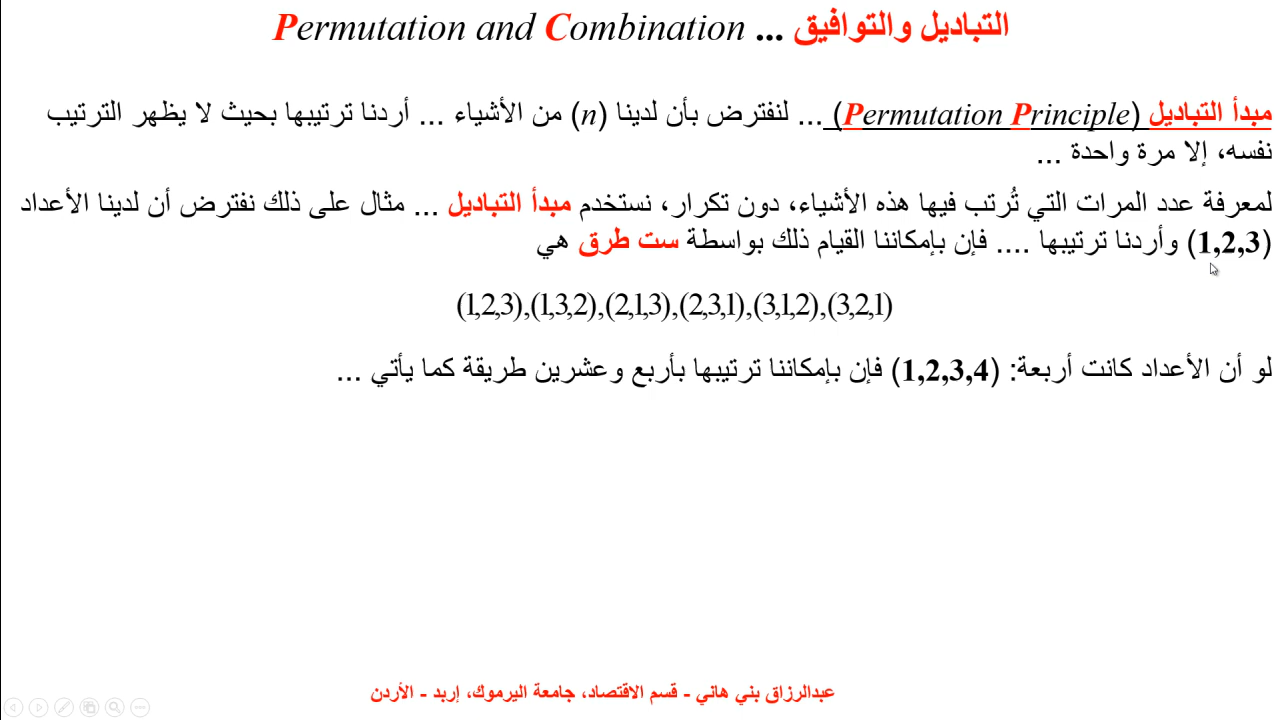 التباديل والتوافيق ... Permutation and Combination
مبدأ التباديل (Permutation Principle) ... لنفترض بأن لدينا (n) من الأشياء ... أردنا ترتيبها بحيث لا يظهر الترتيب
نفسه، إلا مرة واحدة ...
لمعرفة عدد المرات التي تُرتب فيها هذه الأشياء، دون تكرار، نستخدم مبدأ التباديل ... مثال على ذلك نفترض أن لدينا الأعداد
(1,2,3) وأردنا ترتيبها .... فإن بإمكاننا القيام ذلك بواسطة ست طرق هي
(1,2,3),(1,3,2),(2,1,3),(2,3,1),(3,1,2),(3,2,1)
لو أن الأعداد كانت أربعة: (1,2,3,4) فإن بإمكاننا ترتيبها بأربع وعشرين طريقة كما يأتي ...
عبدالرزاق بني هاني - قسم الاقتصاد، جامعة اليرموك، إربد - الأردن